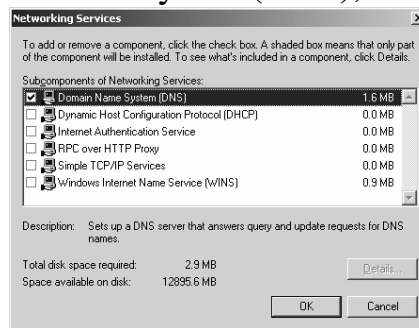 Networking Services
To add or remove a component, click the check box. A shaded box means that only part
of the component will be installed. To see what's included in a component, click Details.
Subcomponents of Networking Services:
Domain Name System (DNS) 1.6 MB
Dynamic Host Configuration Protocol (DHCP) 0.0 MB
Internet Authentication Service 0.0 MB
RPC over HTTP Proxy 0.0 MB
Simple TCP/IP Services 0.0 MB
Windows Internet Name Service (WINS) 0.9 MB
Description: Sets up a DNS server that answers query and update requests for DNS
names.
Total disk space required: 2.9 MB
Space available on disk: 12895.6 MB
Details...
OK Cancel